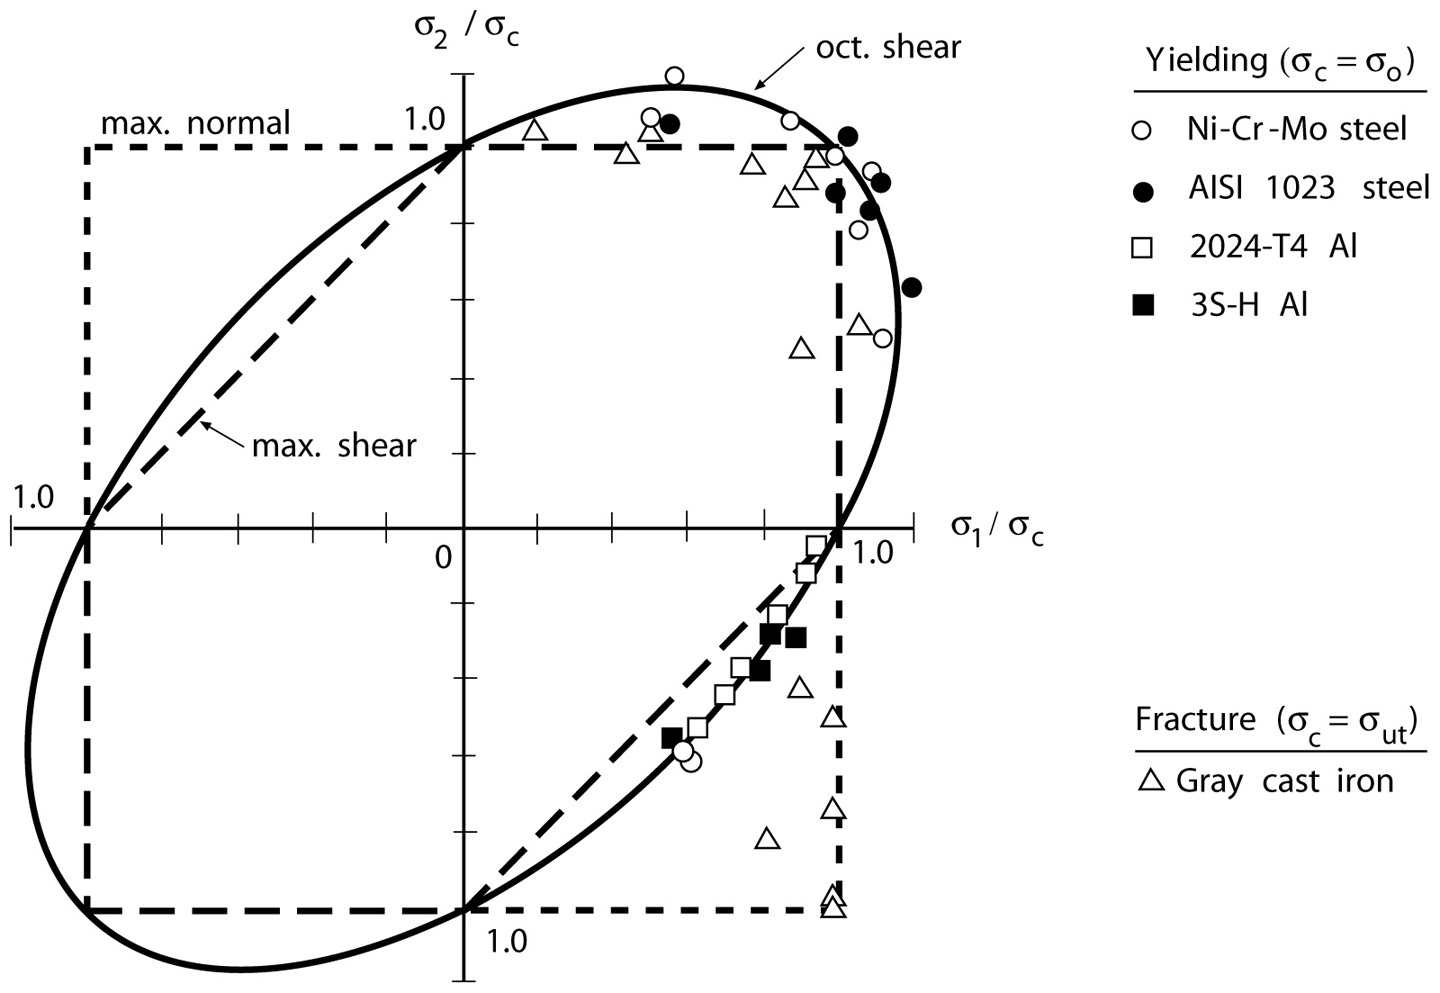 σ2 / σc
oct. shear
Yielding (σc = σo)
max. normal
1.0
Ni-Cr-Mo steel
AISI 1023 steel
2024-T4 Al
3S-H Al
max. shear
1.0
σ1 / σc
0
1.0
Fracture (σc = σut)
Gray cast iron
1.0